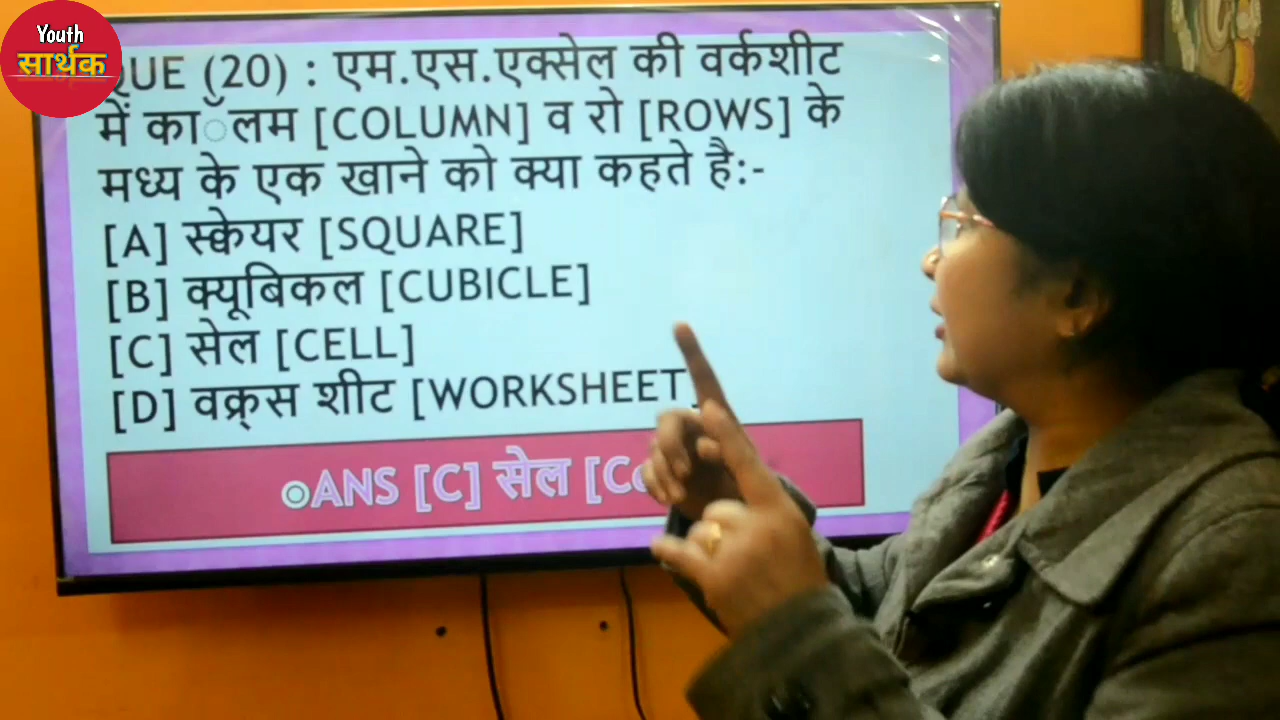 Youth
सार्थक
QUE (20) : एम.एस.एक्सेल की वर्कशीट
में काॅलम [COLUMN] व रो [ROWS] के
मध्य के एक खाने को क्या कहते है:-
[A] स्क्वेयर [SQUARE]
[B] क्यूबिकल [CUBICLE]
[C] सेल [CELL]
[D] वक्र्स शीट [WORKSHEET]
ANS [C] सेल